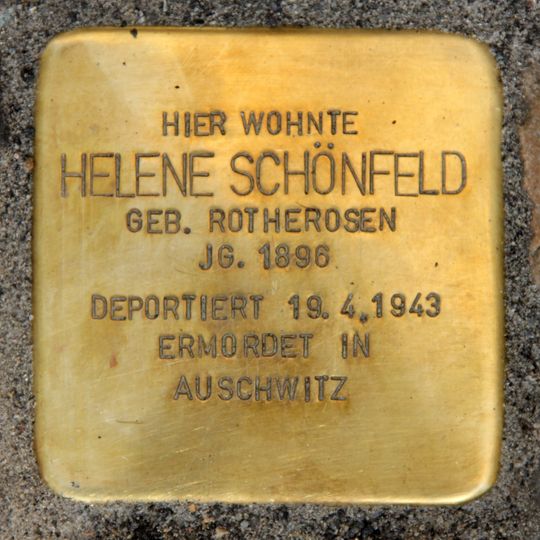 HIER WOHNTE
HELENE SCHÖNFELD
GEB. ROTHEROSEN
JG. 1896
DEPORTIERT 19.4.1943
ERMORDET IN
AUSCHWITZ